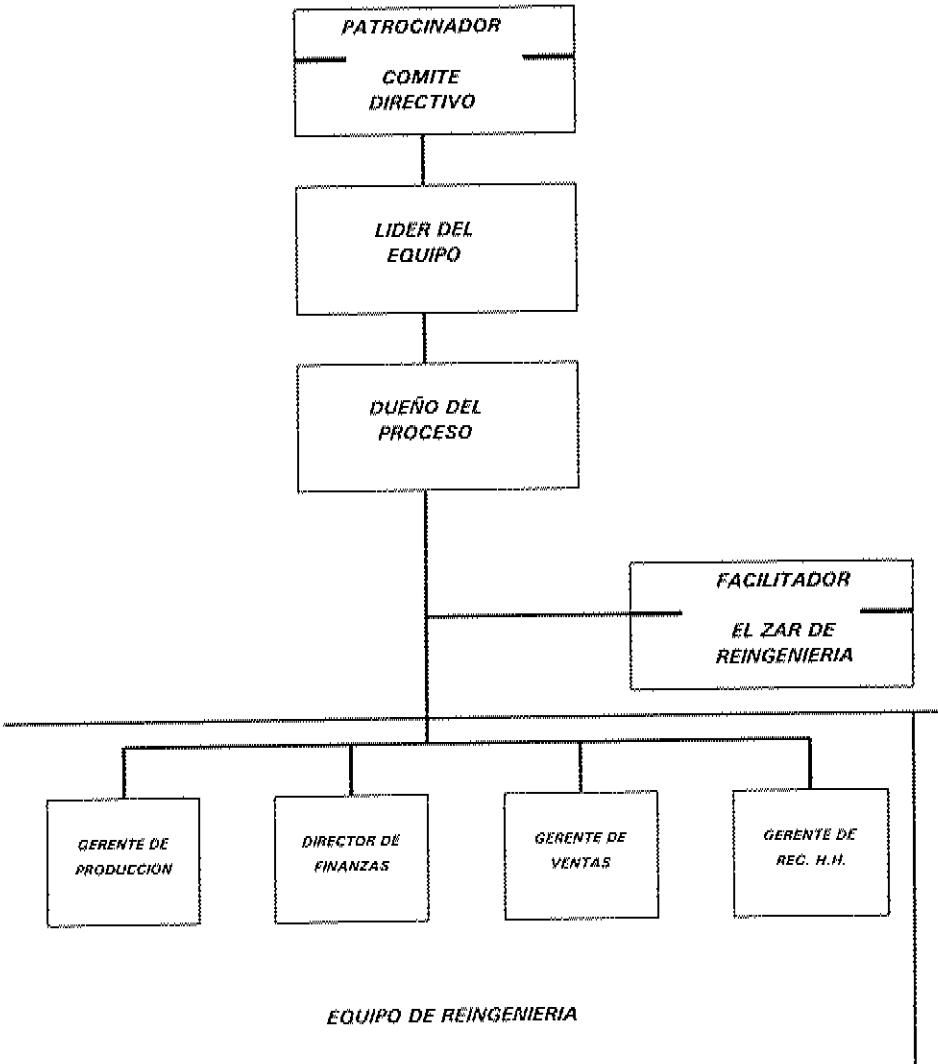 PATROCINADOR
COMITE
DIRECTIVO
LIDER DEL
EQUIPO
DUEÑO DEL
PROCESO
FACILITADOR
EL ZAR DE
REINGENIERIA
GERENTE DE
PRODUCCIÓN
DIRECTOR DE
FINANZAS
GERENTE DE
VENTAS
GERENTE DE
REC. H.H.
EQUIPO DE REINGENIERIA